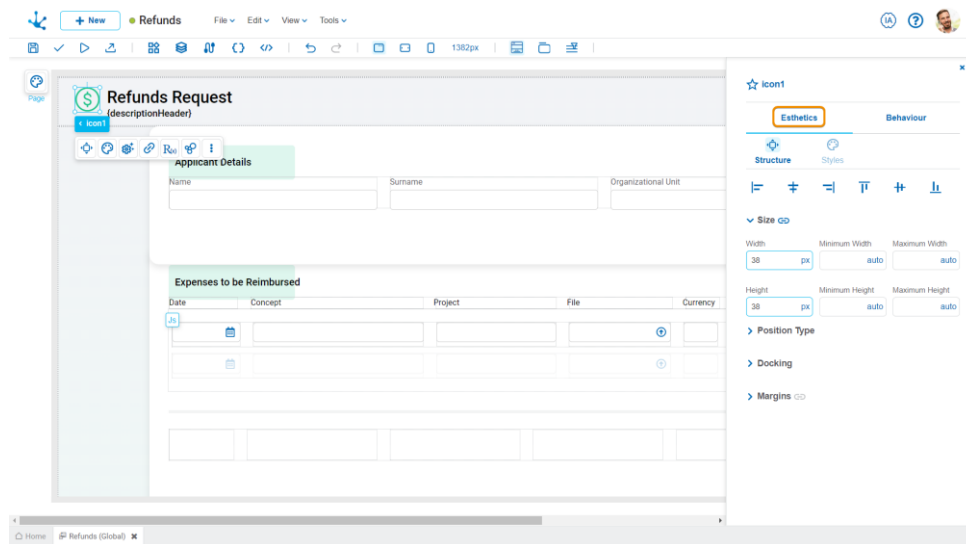 + New
Refunds
File
Edit
View
Tools
IA
?
1382px
Page
Refunds Request
{descriptionHeader}
icon1
Applicant Details
Name
Surname
Organizational Unit
Expenses to be Reimbursed
Date
Concept
Project
File
Currency
Js
icon1
Esthetics
Behaviour
Structure
Styles
Size
Width
Minimum Width
Maximum Width
38 px
auto
auto
Height
Minimum Height
Maximum Height
38 px
auto
auto
Position Type
Docking
Margins
Home
Refunds (Global)